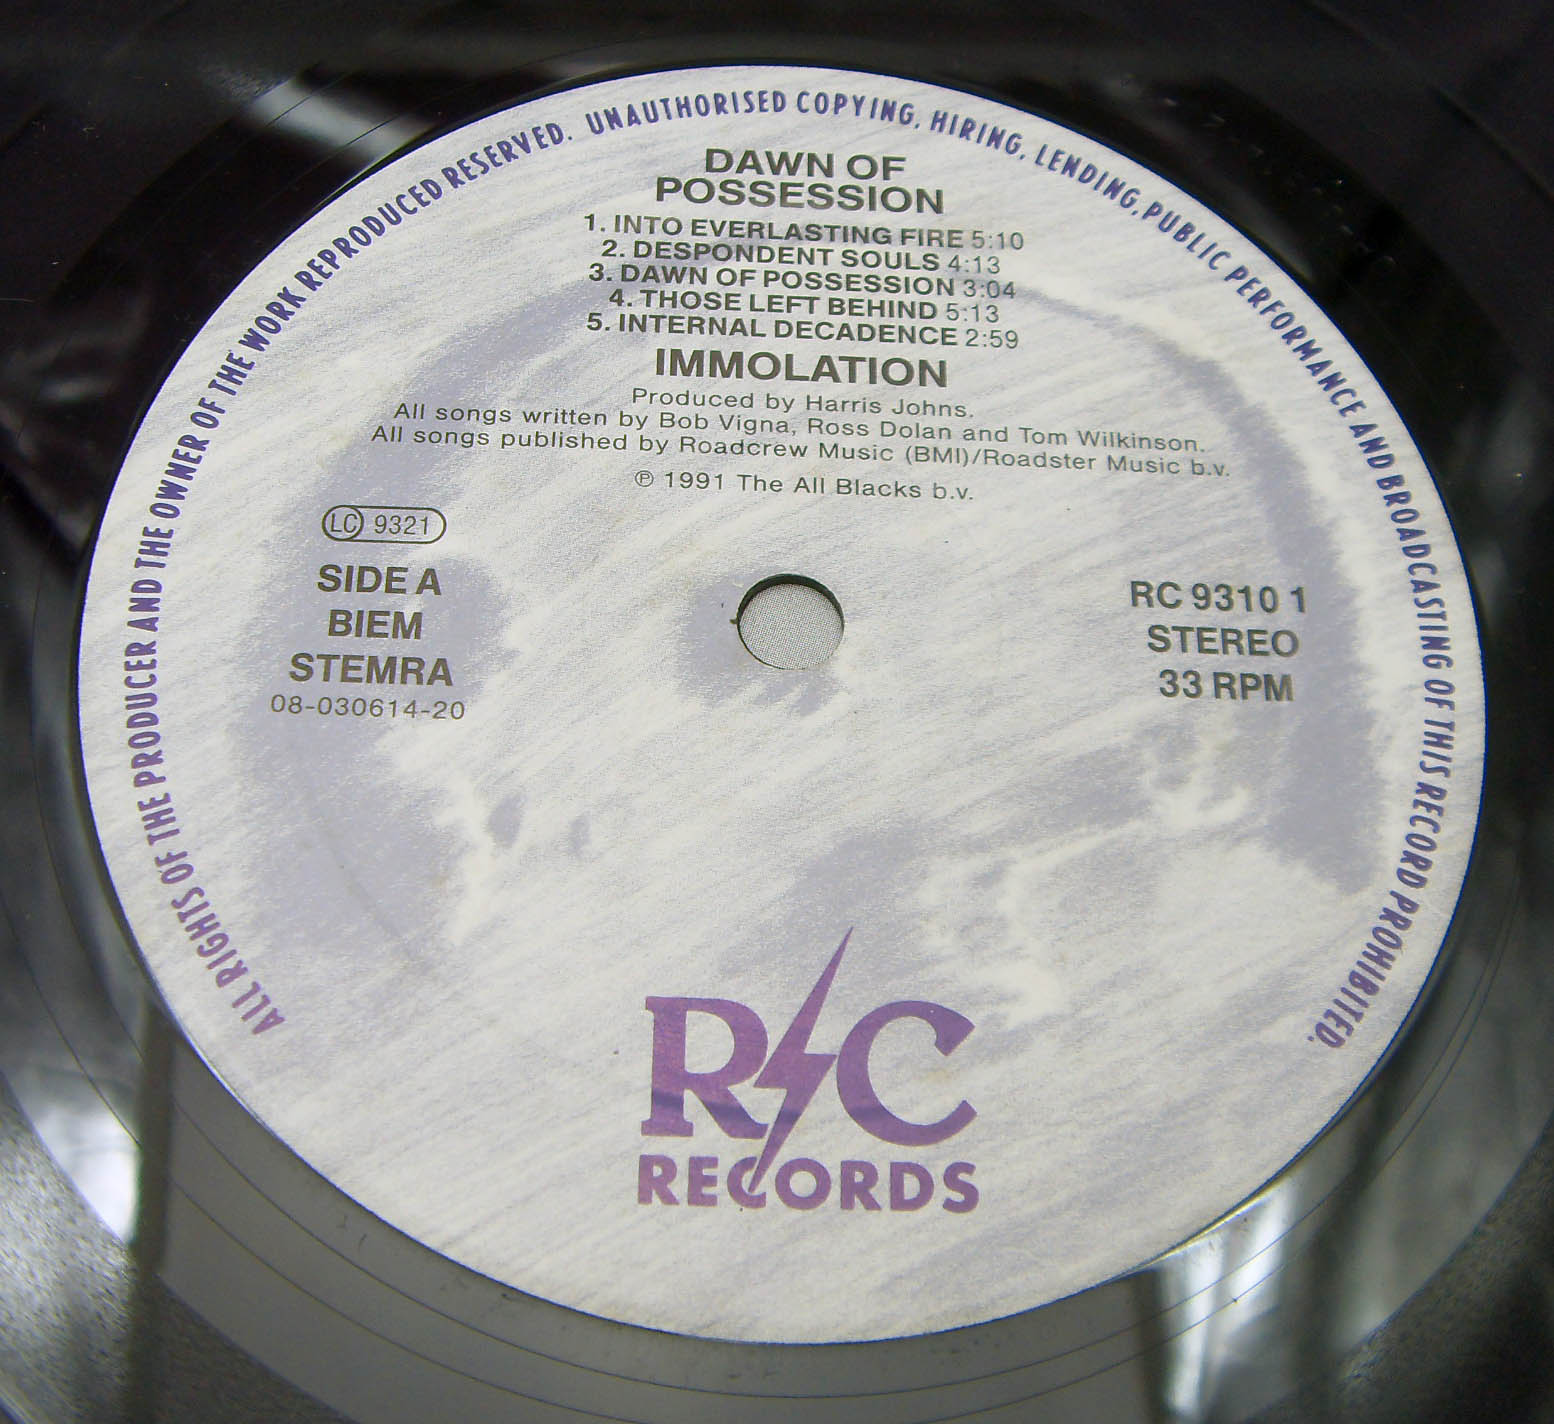 ALL RIGHTS OF THE PRODUCER AND THE OWNER OF THE WORK REPRODUCED RESERVED. UNAUTHORISED COPYING, HIRING, LENDING, PUBLIC PERFORMANCE AND BROADCASTING OF THIS RECORD PROHIBITED.
DAWN OF
POSSESSION
1. INTO EVERLASTING FIRE 5:10
2. DESPONDENT SOULS 4:13
3. DAWN OF POSSESSION 3:04
4. THOSE LEFT BEHIND 5:13
5. INTERNAL DECADENCE 2:59
IMMOLATION
Produced by Harris Johns.
All songs written by Bob Vigna, Ross Dolan and Tom Wilkinson.
All songs published by Roadcrew Music (BMI)/Roadster Music b.v.
℗ 1991 The All Blacks b.v.
LC 9321
SIDE A
BIEM
STEMRA
08-030614-20
RC 9310 1
STEREO
33 RPM
RC
RECORDS